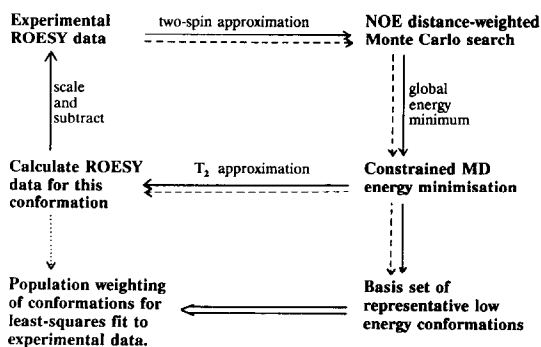 Experimental
ROESY data
two-spin approximation
NOE distance-weighted
Monte Carlo search
scale
and
subtract
global
energy
minimum
Calculate ROESY
data for this
conformation
T₂ approximation
Constrained MD
energy minimisation
Population weighting
of conformations for
least-squares fit to
experimental data.
Basis set of
representative low
energy conformations